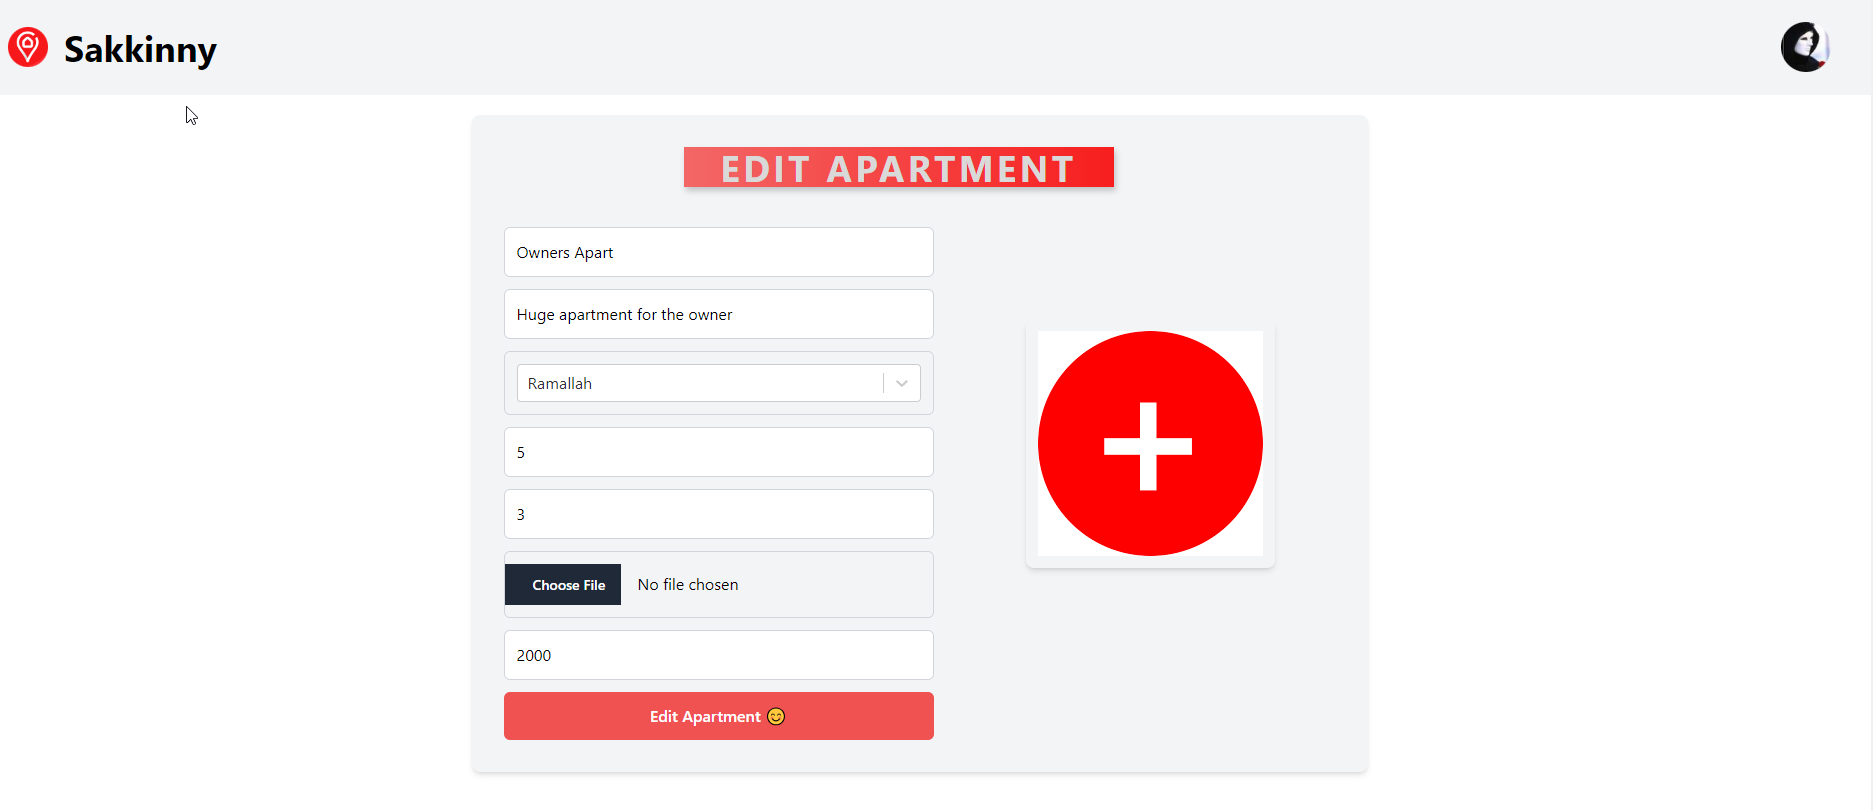 Sakkinny
EDIT APARTMENT
Owners Apart
Huge apartment for the owner
Ramallah
5
3
Choose File No file chosen
2000
Edit Apartment 😊